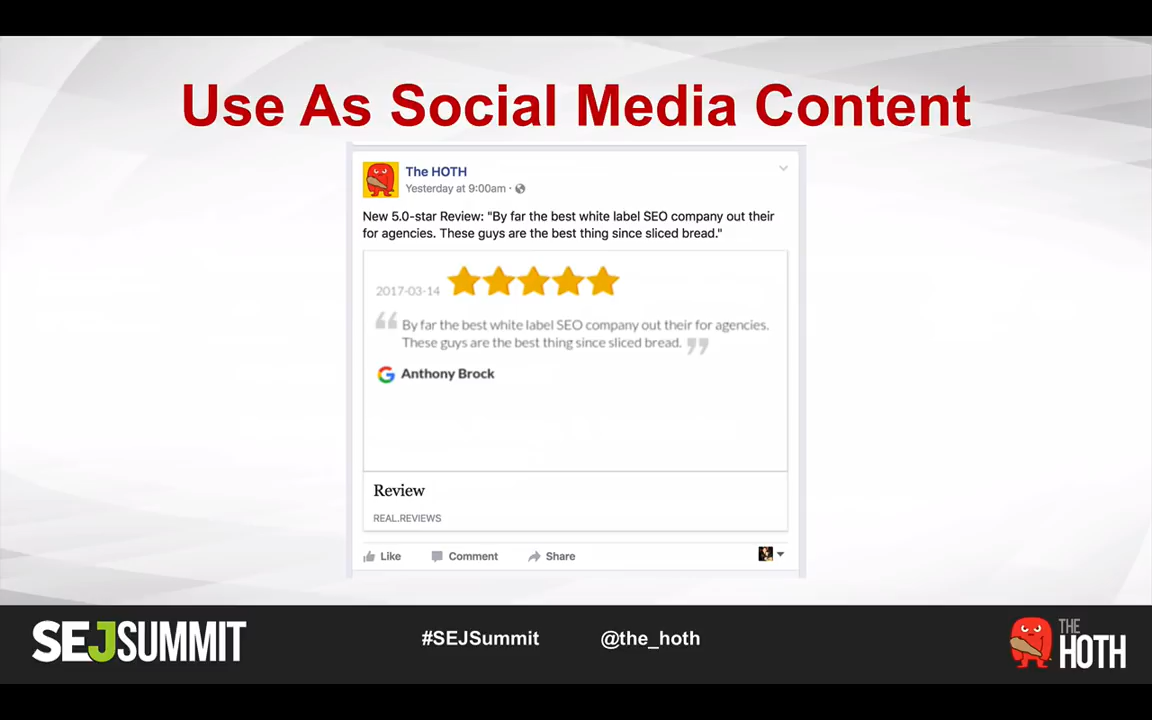 Use As Social Media Content
The HOTH
Yesterday at 9:00am ·
New 5.0-star Review: "By far the best white label SEO company out their
for agencies. These guys are the best thing since sliced bread."
2017-03-14
“ By far the best white label SEO company out their for agencies.
These guys are the best thing since sliced bread. ”
G Anthony Brock
Review
REAL.REVIEWS
Like Comment Share
SEJSUMMIT
#SEJSummit @the_hoth
THE
HOTH